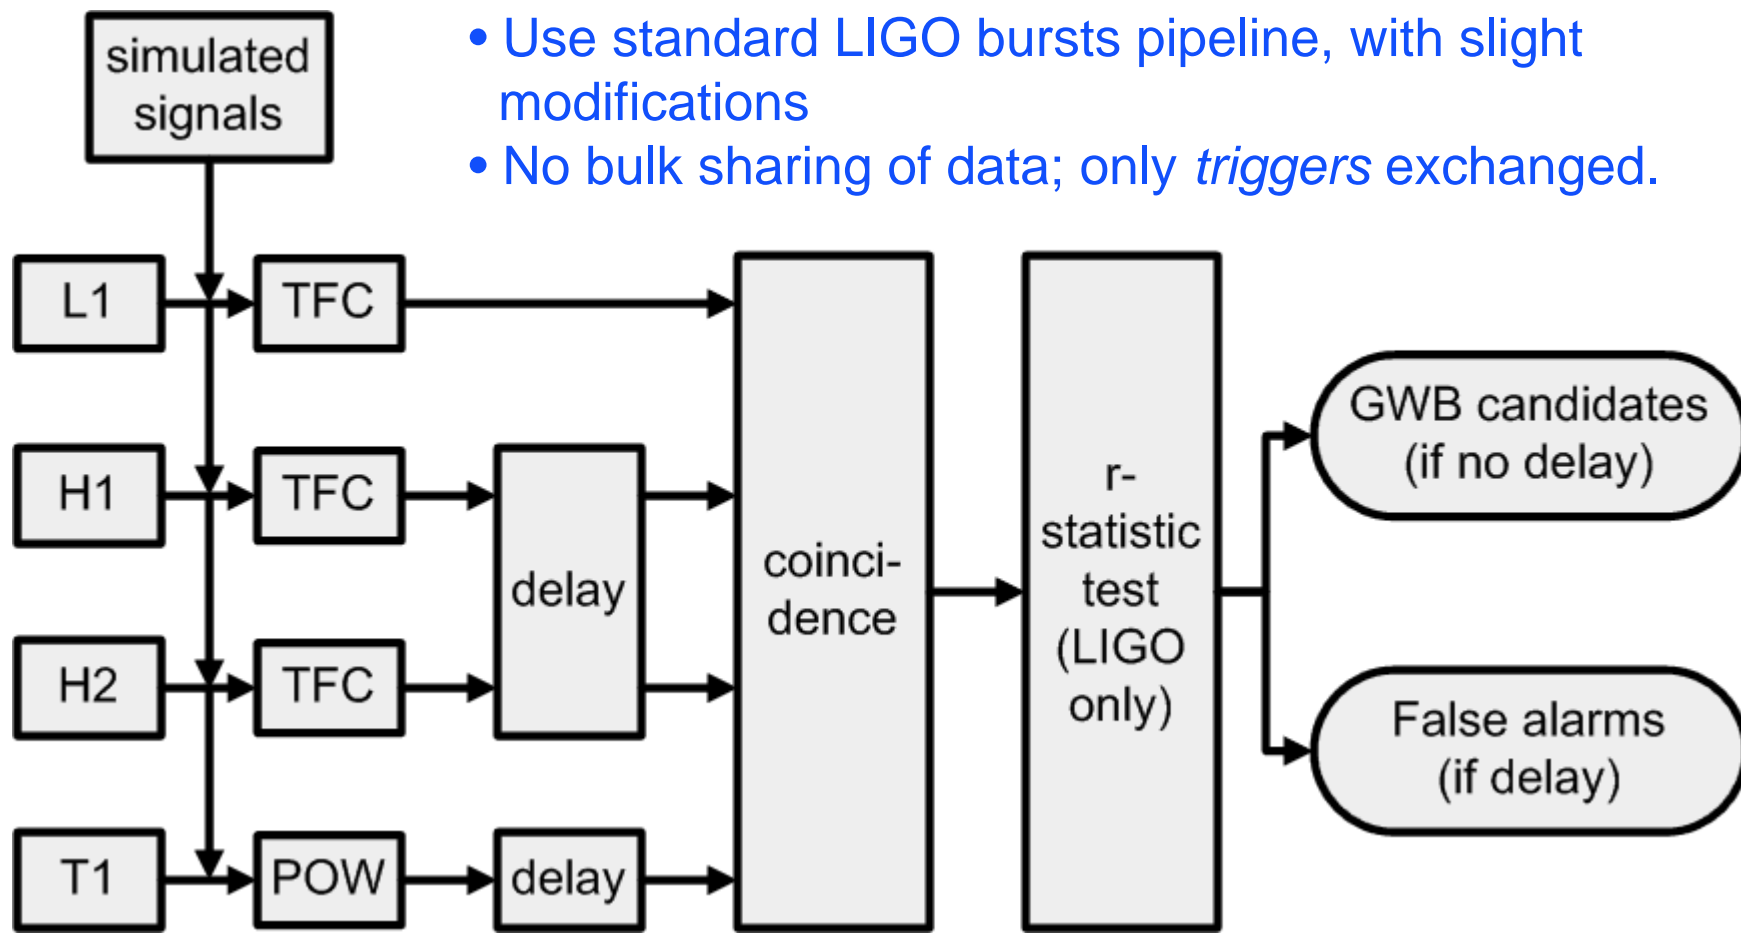 simulated
signals
• Use standard LIGO bursts pipeline, with slight
modifications
• No bulk sharing of data; only triggers exchanged.
L1
TFC
H1
TFC
H2
TFC
T1
POW
delay
delay
coinci-
dence
r-
statistic
test
(LIGO
only)
GWB candidates
(if no delay)
False alarms
(if delay)